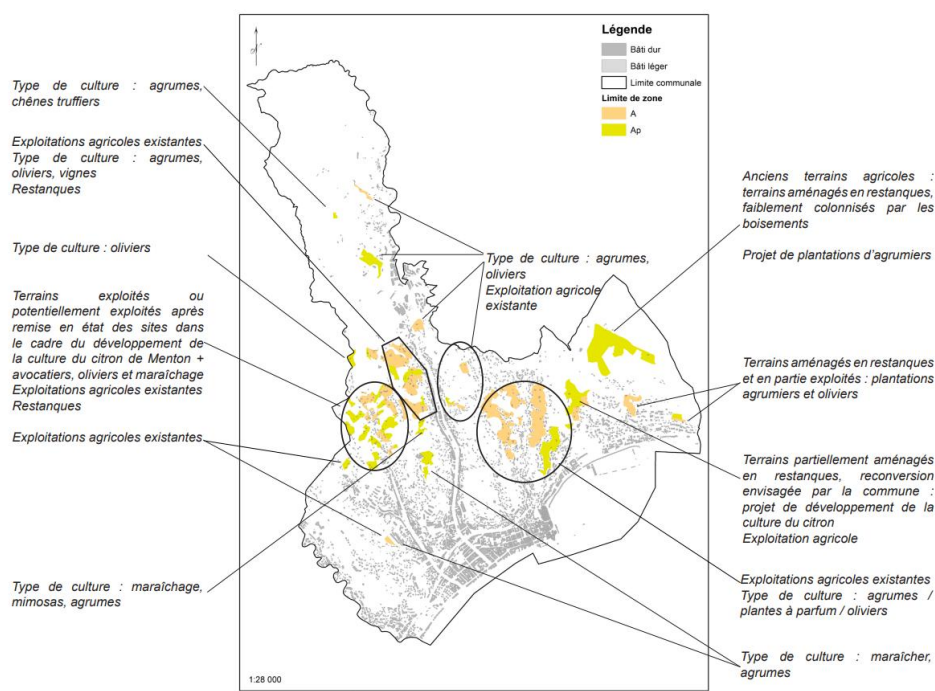 Légende
Bâti dur
Bâti léger
Limite communale
Limite de zone
A
Ap
Type de culture : agrumes,
chênes truffiers
Exploitations agricoles existantes
Type de culture : agrumes,
oliviers, vignes
Restanques
Type de culture : oliviers
Terrains exploités ou
potentiellement exploités après
remise en état des sites dans
le cadre du développement de
la culture du citron de Menton +
avocatiers, oliviers et maraîchage
Exploitations agricoles existantes
Restanques
Exploitations agricoles existantes
Type de culture : maraîchage,
mimosas, agrumes
Type de culture : agrumes,
oliviers
Exploitation agricole
existante
Anciens terrains agricoles :
terrains aménagés en restanques,
faiblement colonnisés par les
boisements
Projet de plantations d'agrumiers
Terrains aménagés en restanques
et en partie exploités : plantations
agrumiers et oliviers
Terrains partiellement aménagés
en restanques, reconversion
envisagée par la commune :
projet de développement de la
culture du citron
Exploitation agricole
Exploitations agricoles existantes
Type de culture : agrumes /
plantes à parfum / oliviers
Type de culture : maraîcher,
agrumes
1:28 000